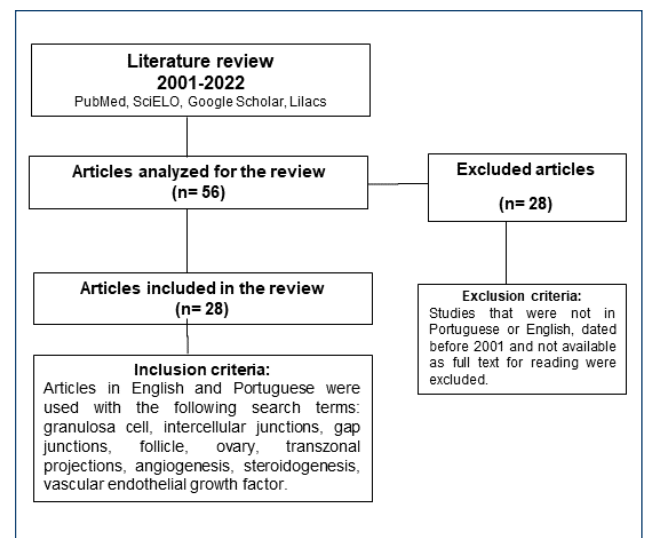 Literature review
2001-2022
PubMed, SciELO, Google Scholar, Lilacs
Articles analyzed for the review
(n= 56)
Excluded articles
(n= 28)
Articles included in the review
(n= 28)
Exclusion criteria:
Studies that were not in
Portuguese or English, dated
before 2001 and not available
as full text for reading were
excluded.
Inclusion criteria:
Articles in English and Portuguese were
used with the following search terms:
granulosa cell, intercellular junctions, gap
junctions, follicle, ovary, transzonal
projections, angiogenesis, steroidogenesis,
vascular endothelial growth factor.